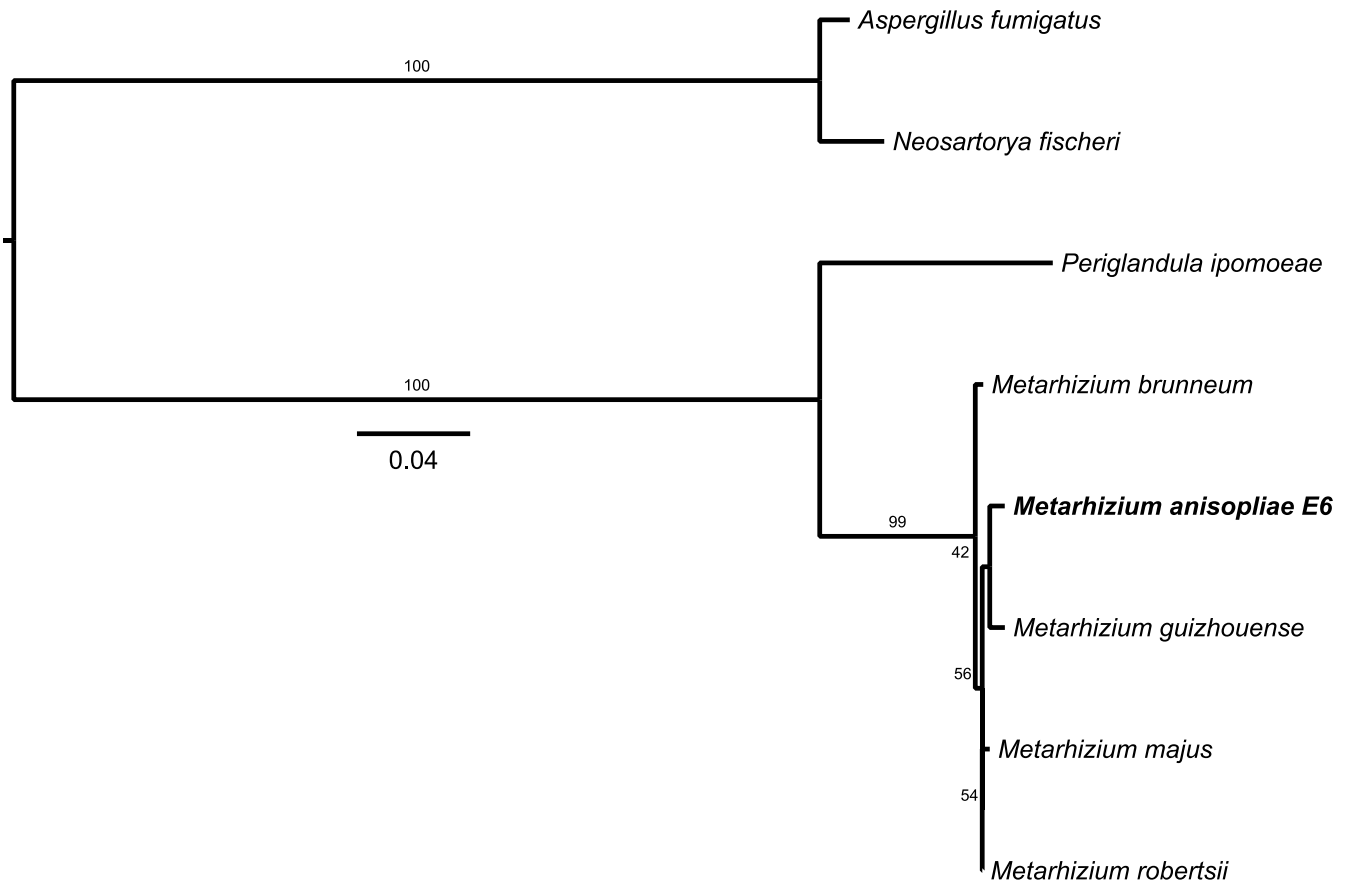 Aspergillus fumigatus
100
Neosartorya fischeri
Periglandula ipomoeae
100
Metarhizium brunneum
0.04
Metarhizium anisopliae E6
99
42
Metarhizium guizhouense
56
Metarhizium majus
54
Metarhizium robertsii